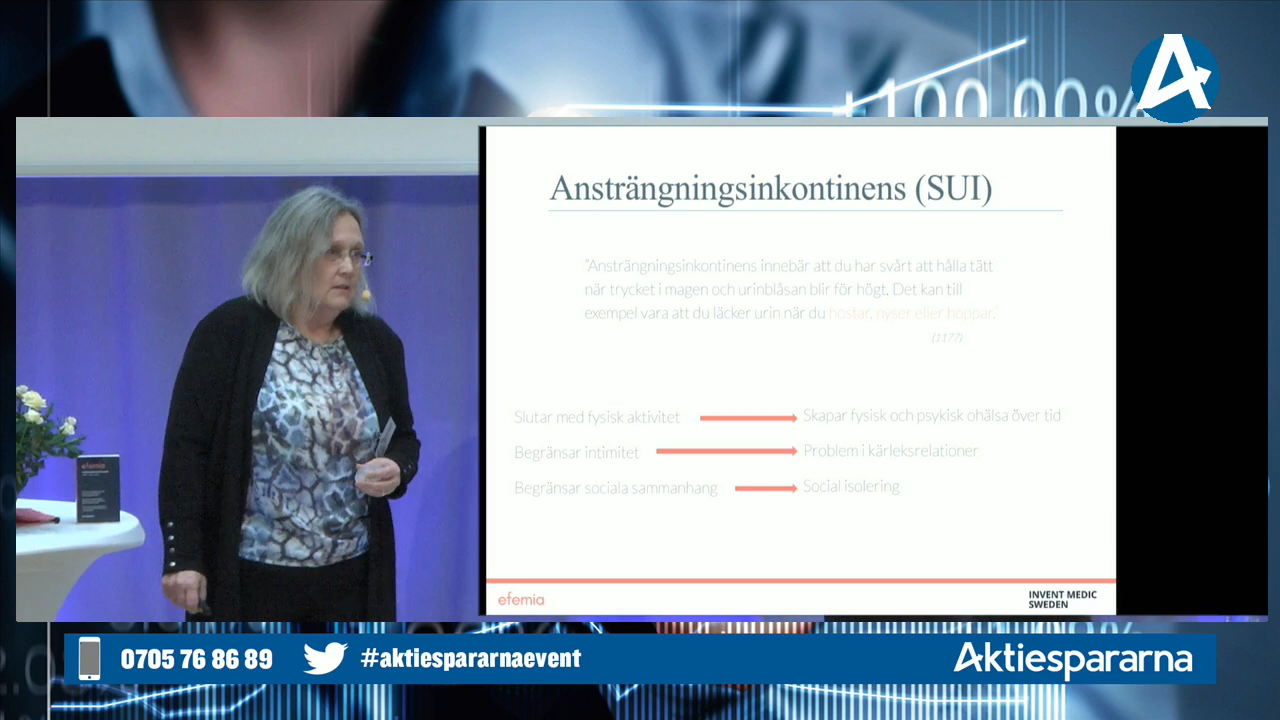 +100.00%
Ansträngningsinkontinens (SUI)
"Ansträngningsinkontinens innebär att du har svårt att hålla tätt
när trycket i magen och urinblåsan blir för högt. Det kan till
exempel vara att du läcker urin när du hostar, nyser eller hoppar."
(1177)
Slutar med fysisk aktivitet
Skapar fysisk och psykisk ohälsa över tid
Begränsar intimitet
Problem i kärleksrelationer
Begränsar sociala sammanhang
Social isolering
efemia
efemia
INVENT MEDIC
SWEDEN
0705 76 86 89
#aktiespararnaevent
Aktiespararna